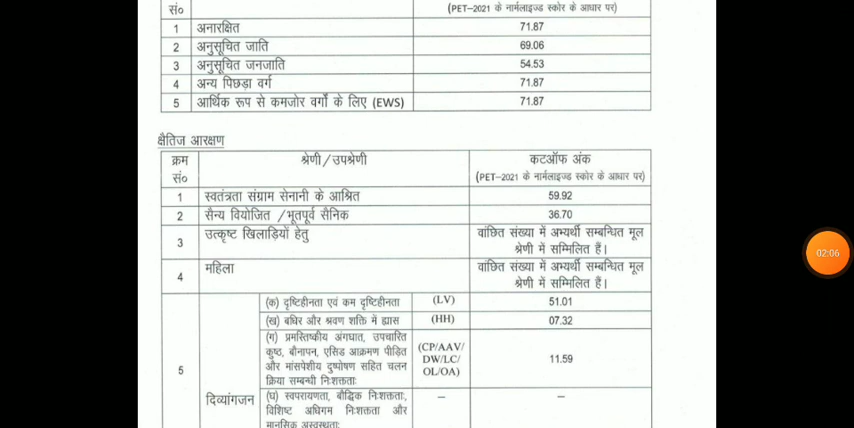 सं० (PET-2021 के नार्मलाइज्ड स्कोर के आधार पर)
1 अनारक्षित 71.87
2 अनुसूचित जाति 69.06
3 अनुसूचित जनजाति 54.53
4 अन्य पिछड़ा वर्ग 71.87
5 आर्थिक रूप से कमजोर वर्गों के लिए (EWS) 71.87
क्षैतिज आरक्षण
क्रम श्रेणी/उपश्रेणी कटऑफ अंक
सं० (PET-2021 के नार्मलाइज्ड स्कोर के आधार पर)
1 स्वतंत्रता संग्राम सेनानी के आश्रित 59.92
2 सैन्य वियोजित /भूतपूर्व सैनिक 36.70
3 उत्कृष्ट खिलाड़ियों हेतु वांछित संख्या में अभ्यर्थी सम्बन्धित मूल
श्रेणी में सम्मिलित हैं।
4 महिला वांछित संख्या में अभ्यर्थी सम्बन्धित मूल
श्रेणी में सम्मिलित हैं।
(क) दृष्टिहीनता एवं कम दृष्टिहीनता (LV) 51.01
(ख) बधिर और श्रवण शक्ति में ह्रास (HH) 07.32
(ग) प्रमस्तिष्कीय अंगघात, उपचारित
कुष्ठ, बौनापन, एसिड आक्रमण पीड़ित (CP/AAV/
5 और मांसपेशीय दुष्पोषण सहित चलन DW/LC/ 11.59
क्रिया सम्बन्धी निःशक्तताः OL/OA)
दिव्यांगजन (घ) स्वपरायणता, बौद्धिक निःशक्तताः, – –
विशिष्ट अधिगम निःशक्तता और
मानसिक अस्वस्थताः
02:06